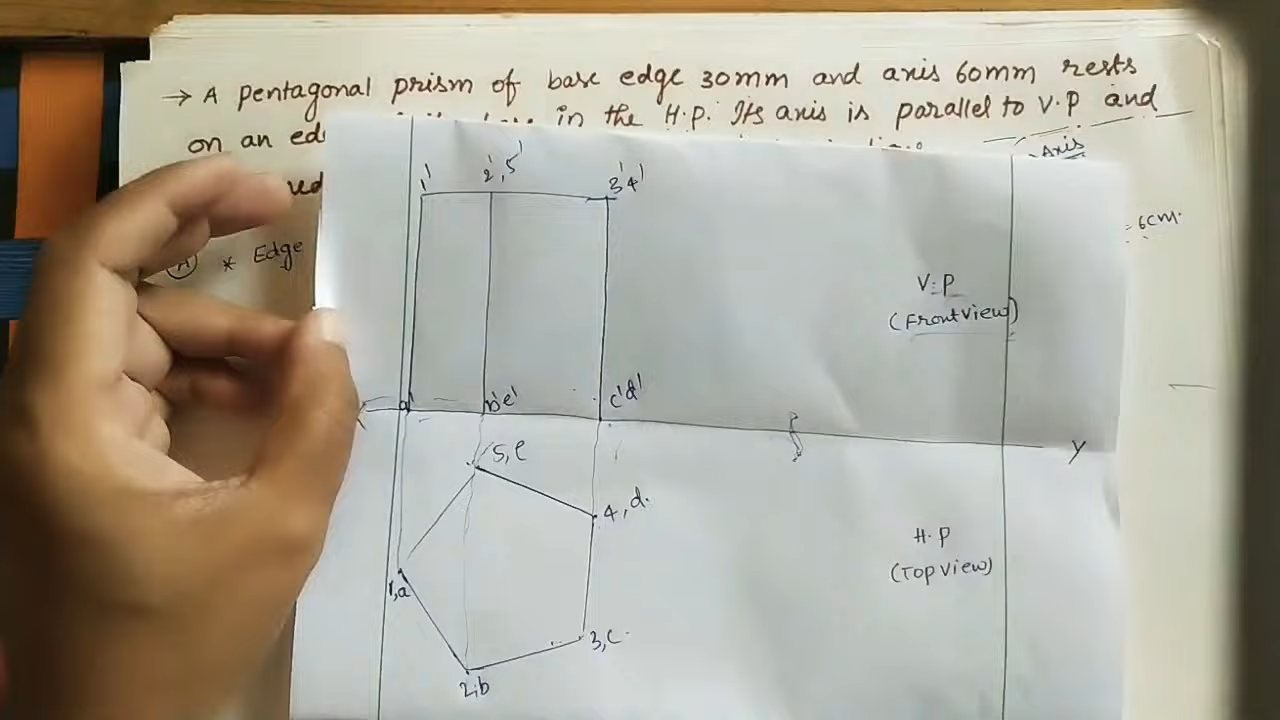 → A pentagonal prism of base edge 30mm and axis 60mm rests
on an in the H.P. Its axis is parallel to V.P and
Axis
A * Edge
= 6cm.
1' 2', 5' 3' 4'
V.P
(Front View)
a' b'e' c'd'
Y
5, e
4, d.
H.P
(Top View)
1,a
3,c.
2,b